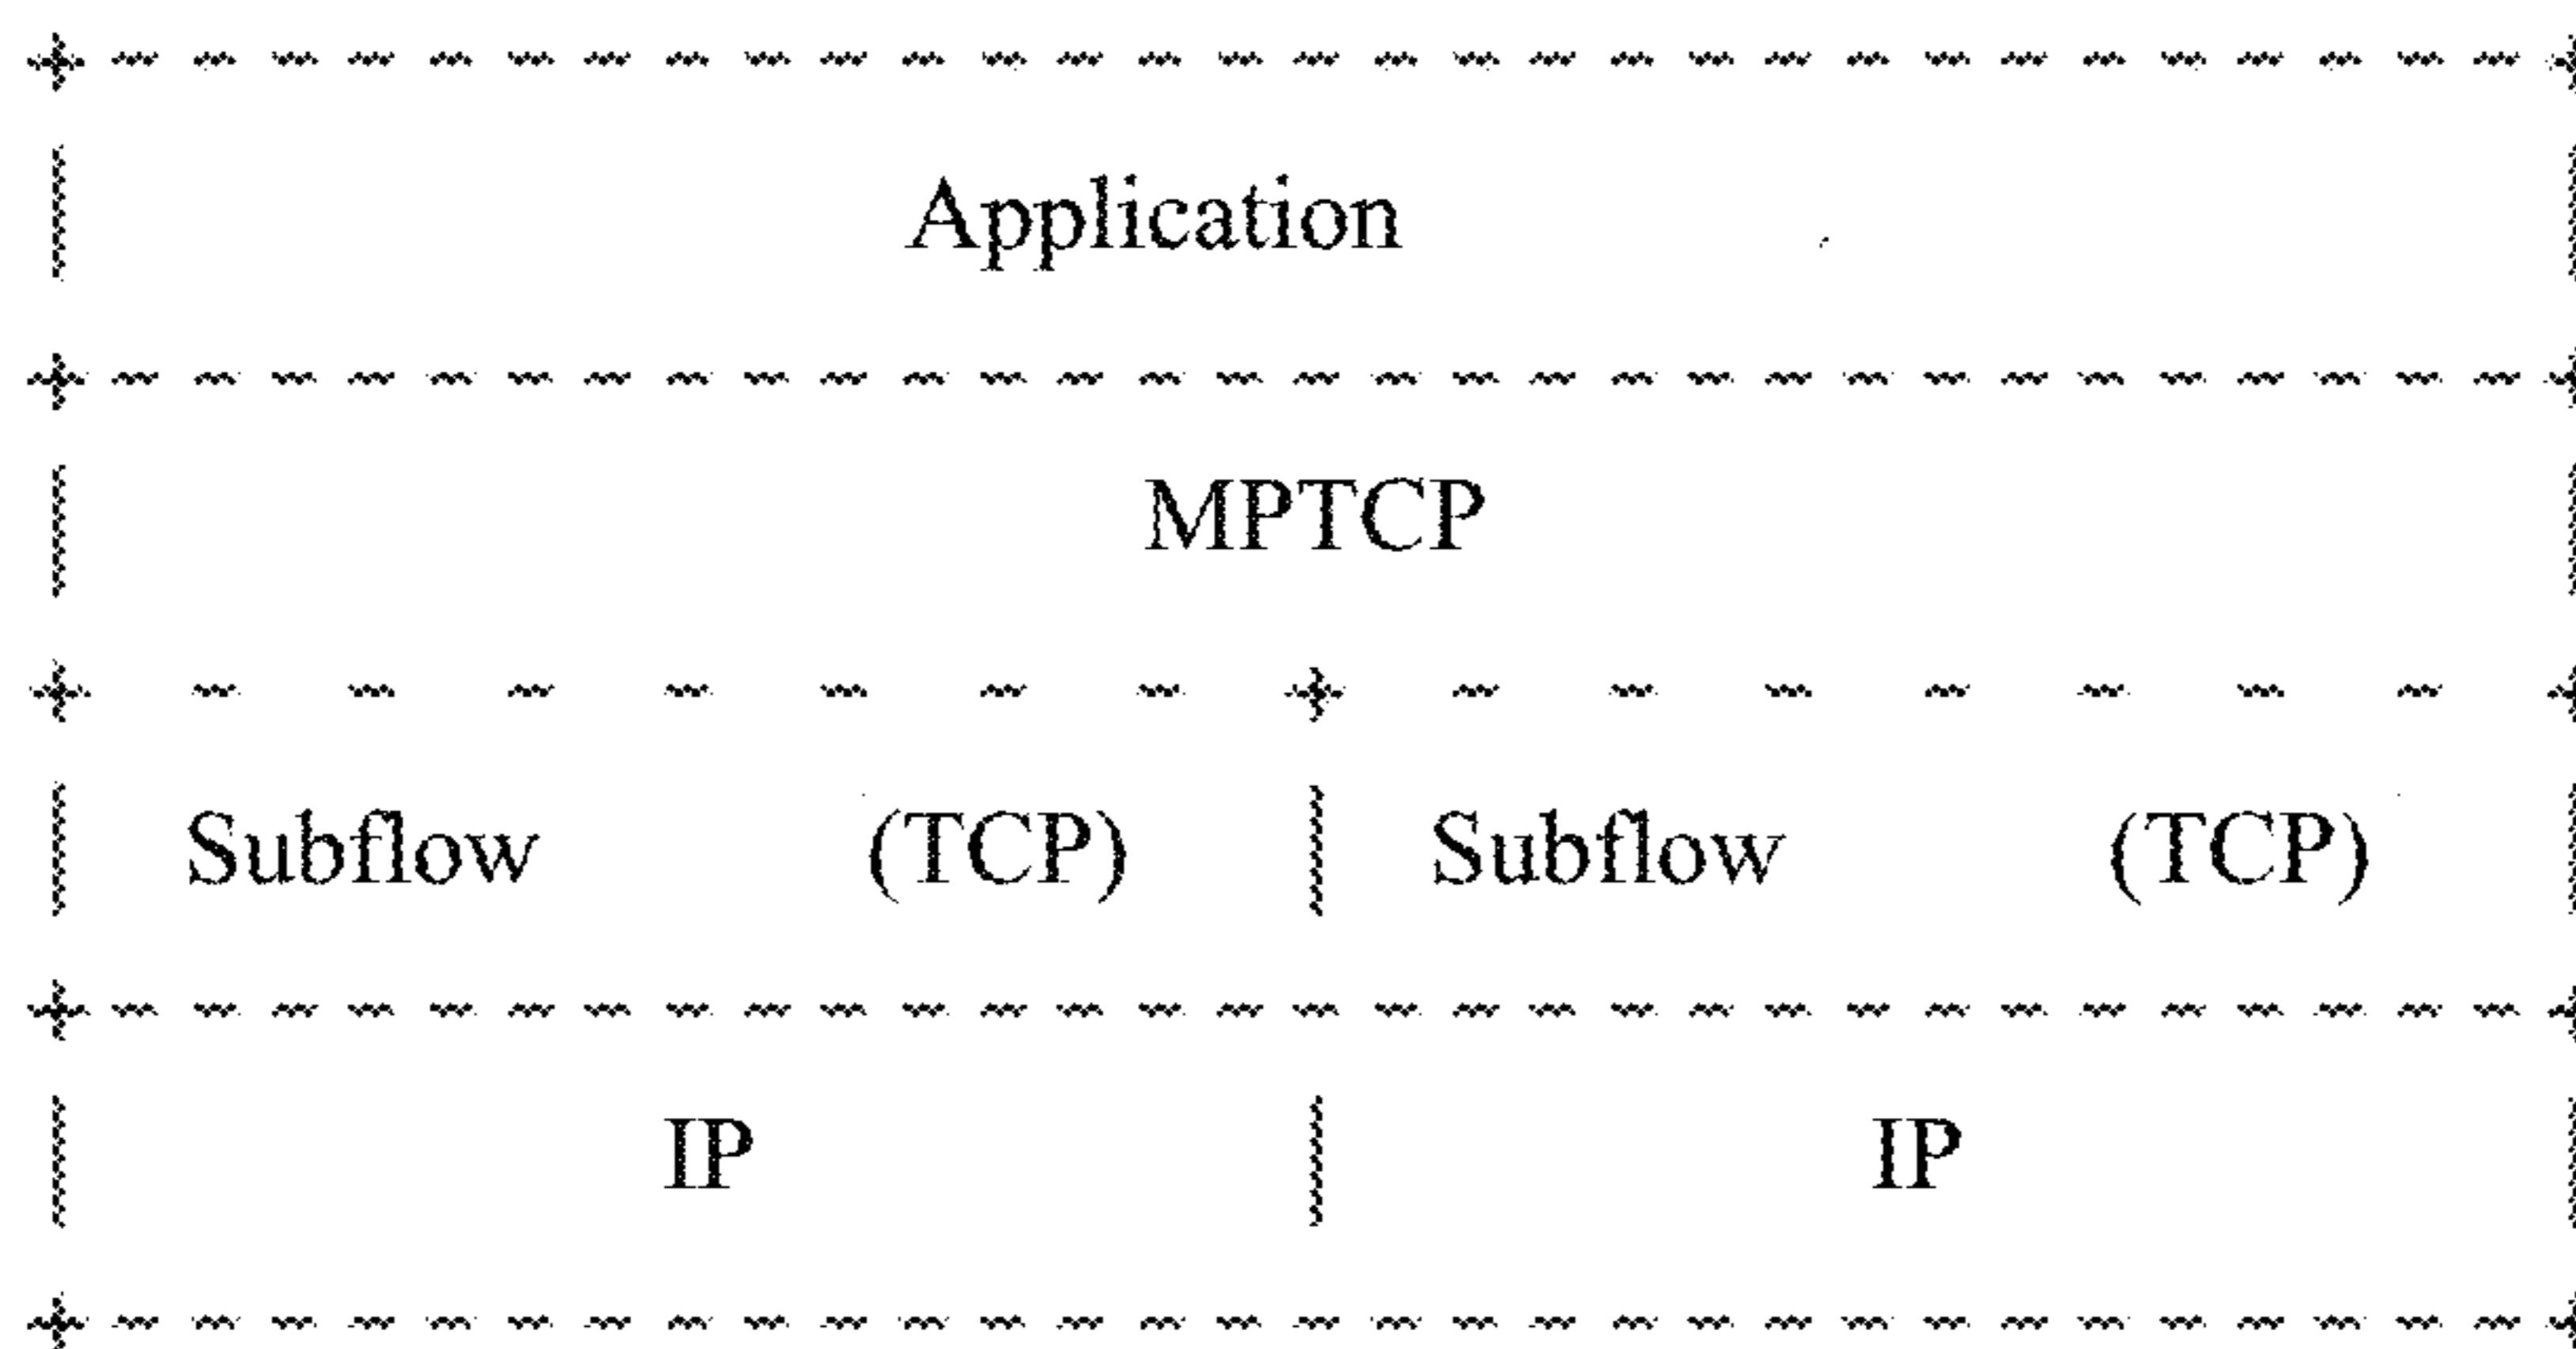 Application
MPTCP
Subflow (TCP) | Subflow (TCP)
IP | IP